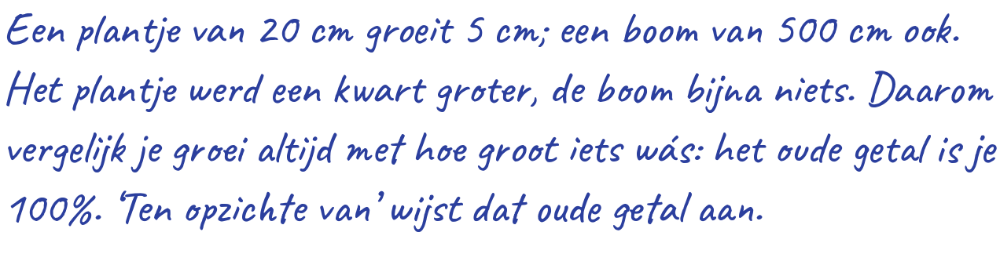 Een plantje van 20 cm groeit 5 cm; een boom van 500 cm ook.
Het plantje werd een kwart groter, de boom bijna niets. Daarom
vergelijk je groei altijd met hoe groot iets wás: het oude getal is je
100%. ‘Ten opzichte van’ wijst dat oude getal aan.